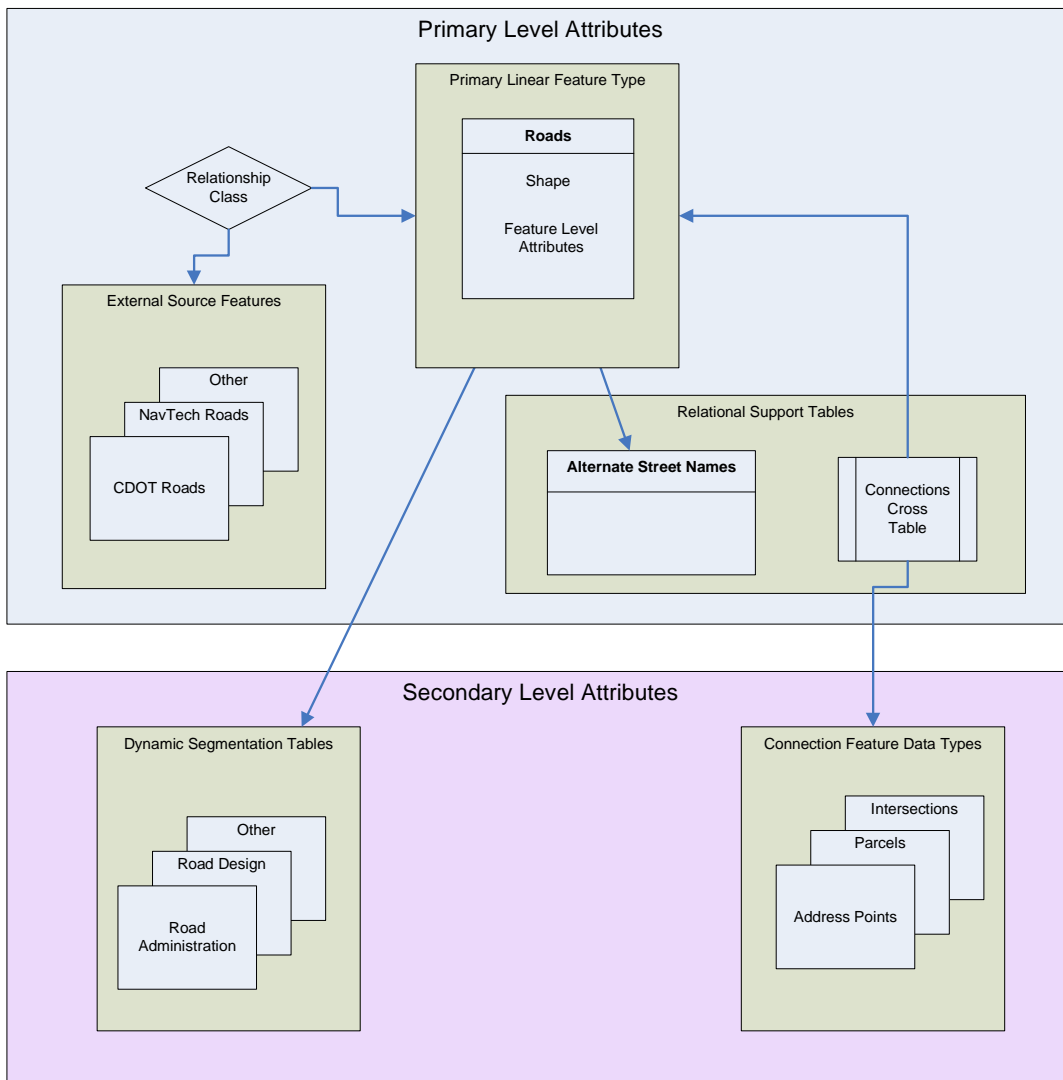 Primary Level Attributes
Primary Linear Feature Type
Roads
Shape
Feature Level
Attributes
Relationship
Class
External Source Features
Other
NavTech Roads
CDOT Roads
Relational Support Tables
Alternate Street Names
Connections
Cross
Table
Secondary Level Attributes
Dynamic Segmentation Tables
Other
Road Design
Road
Administration
Connection Feature Data Types
Intersections
Parcels
Address Points